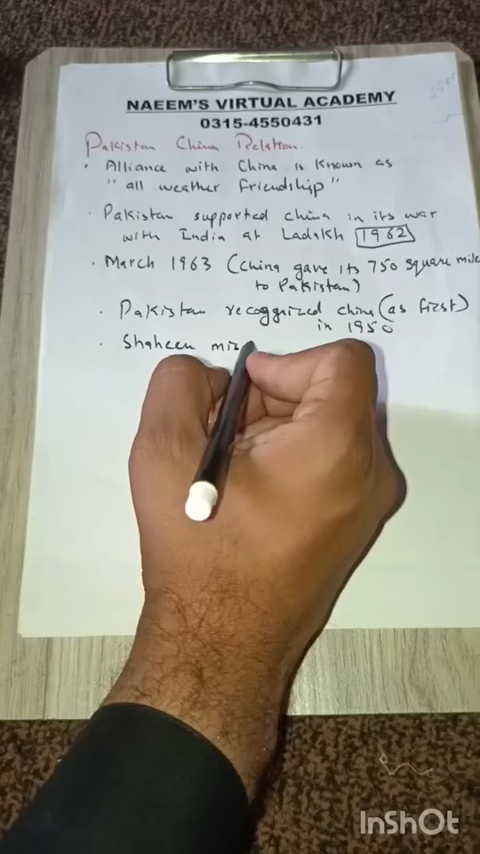 NAEEM'S VIRTUAL ACADEMY
0315-4550431
Pakistan China Relation.
· Alliance with China is known as
"all weather friendship"
· Pakistan supported china in its war
with India at Ladakh 1962
· March 1963 (China gave its 750 square mile
to Pakistan)
· Pakistan recoggnized china (as first)
in 1950
· Shaheen mis
InShOt